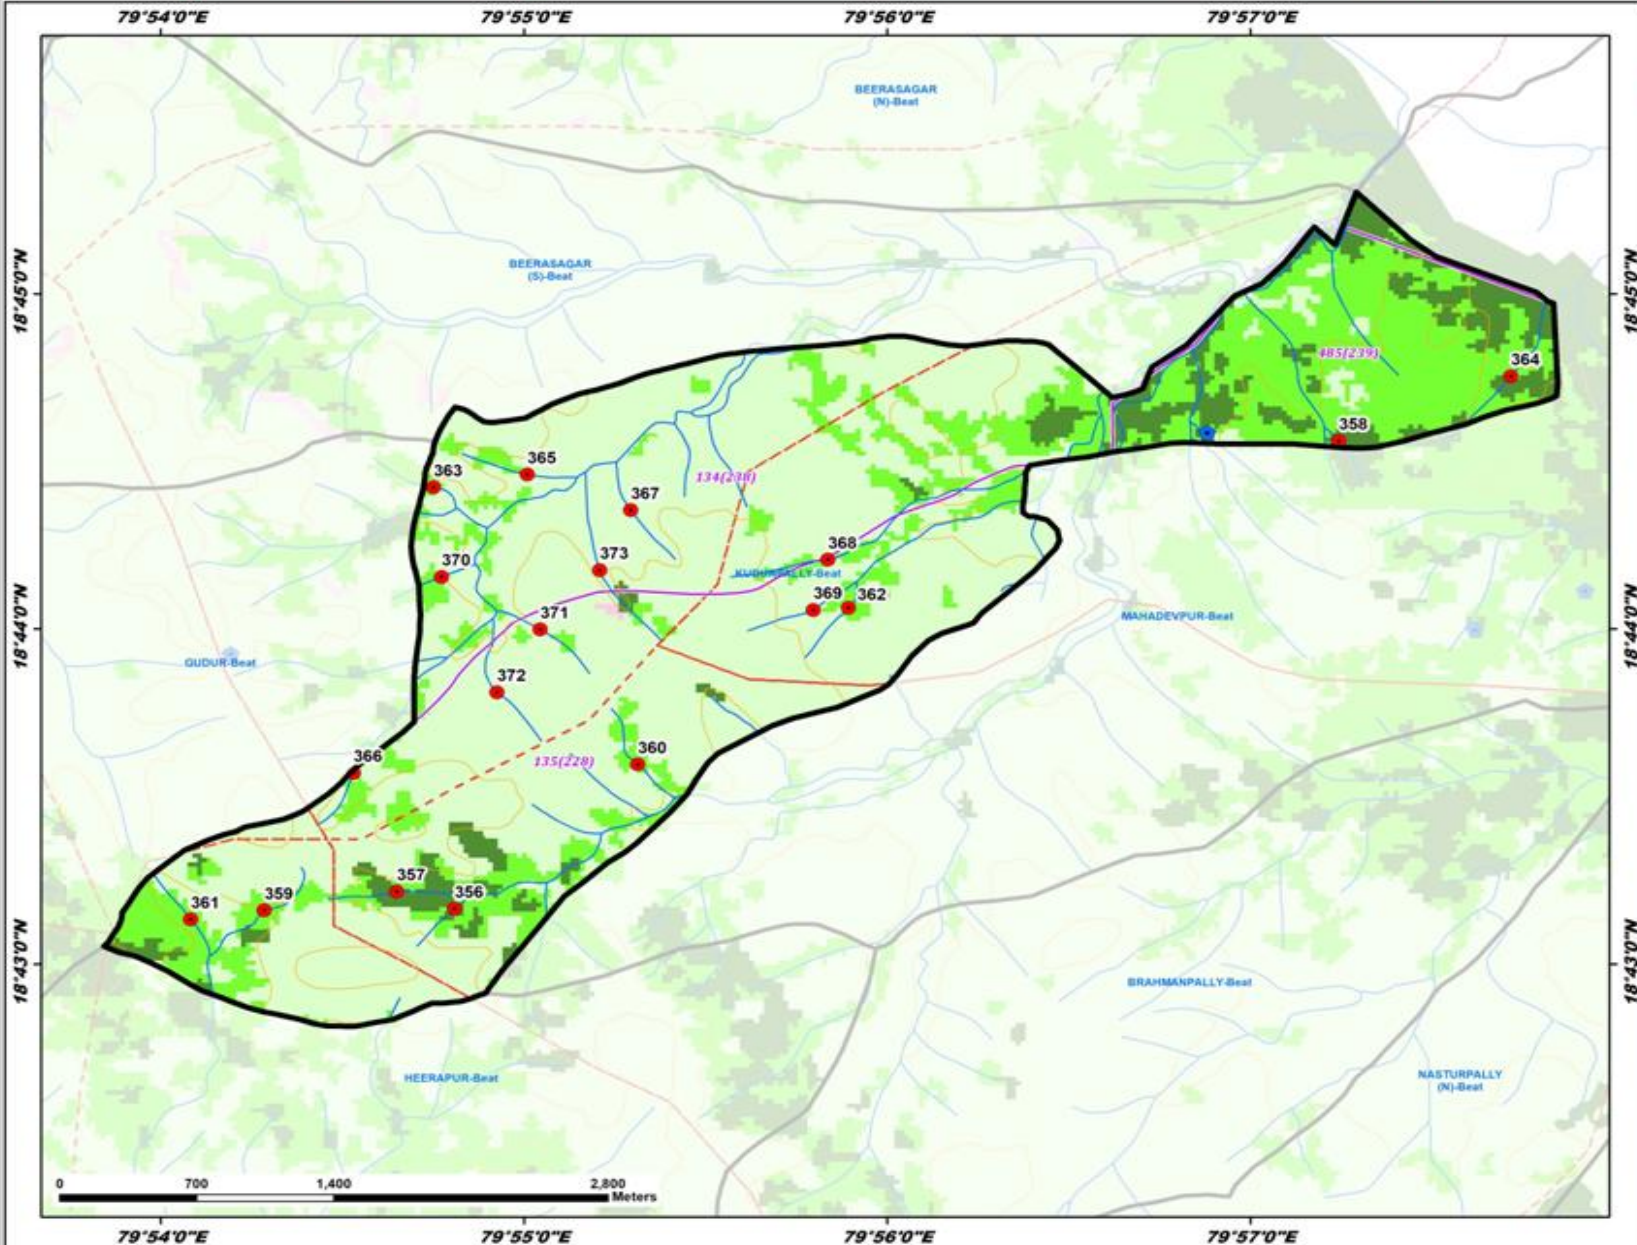 79°54'0"E
79°55'0"E
79°56'0"E
79°57'0"E
BEERASAGAR
(N)-Beat
BEERASAGAR
(S)-Beat
18°45'0"N
18°45'0"N
485(239)
364
358
365
363
134(238)
367
368
373
370
KUDURPALLY-Beat
369
362
371
MAHADEVPUR-Beat
18°44'0"N
18°44'0"N
GUDUR-Beat
372
360
366
135(228)
357
356
359
361
18°43'0"N
18°43'0"N
BRAHMANPALLY-Beat
HEERAPUR-Beat
NASTURPALLY
(N)-Beat
0 700 1,400 2,800
Meters
79°54'0"E
79°55'0"E
79°56'0"E
79°57'0"E